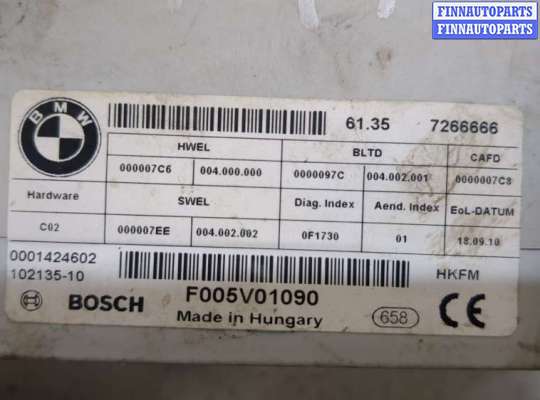 FINNAUTOPARTS
FINNAUTOPARTS
BMW
61.35 7266666
HWEL BLTD CAFD
000007C6 004.000.000 0000097C 004.002.001 0000007C8
Hardware SWEL Diag. Index Aend. Index EoL-DATUM
C02 000007EE 004.002.002 0F1730 01 18.09.10
0001424602
102135-10 HKFM
BOSCH F005V01090
Made in Hungary 658 CE